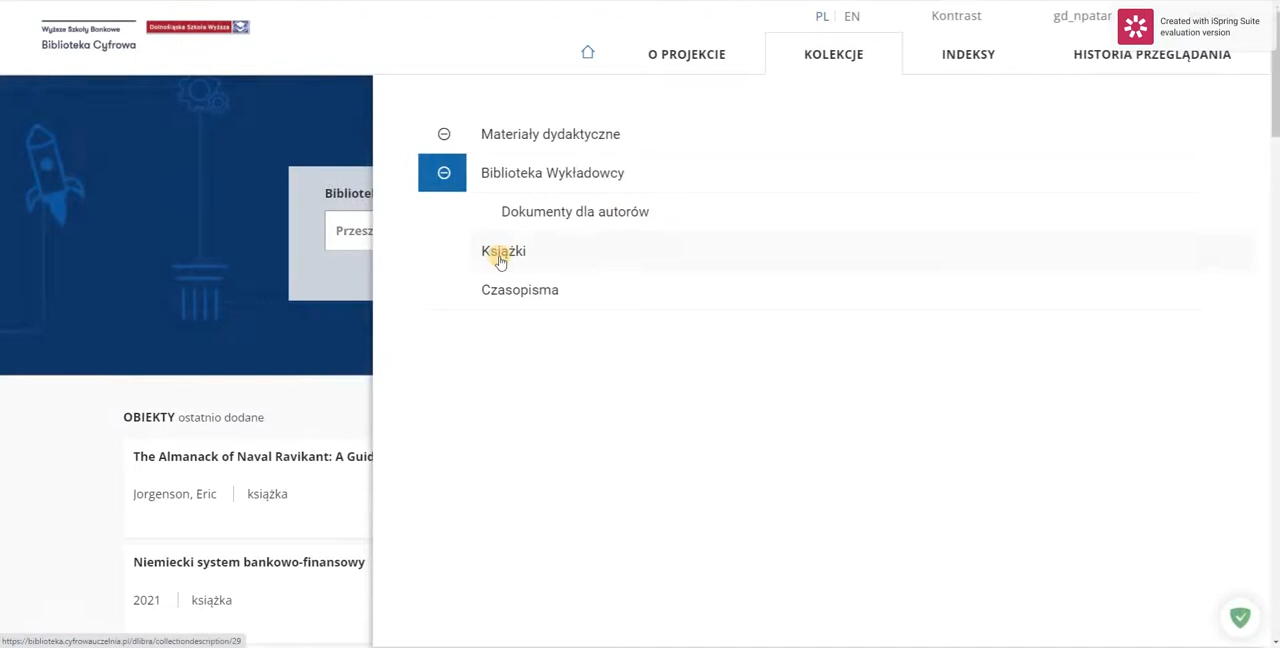 Wyższe Szkoły Bankowe
Biblioteka Cyfrowa
Dolnośląska Szkoła Wyższa
PL
EN
Kontrast
gd_npatar
Created with iSpring Suite
evaluation version
O PROJEKCIE
KOLEKCJE
INDEKSY
HISTORIA PRZEGLĄDANIA
Materiały dydaktyczne
Biblioteka Wykładowcy
Bibliotel
Dokumenty dla autorów
Przesz
Książki
Czasopisma
OBIEKTY ostatnio dodane
The Almanack of Naval Ravikant: A Guid
Jorgenson, Eric
książka
Niemiecki system bankowo-finansowy
2021
książka
https://biblioteka.cyfrowauczelnia.pl/dlibra/collectiondescription/29